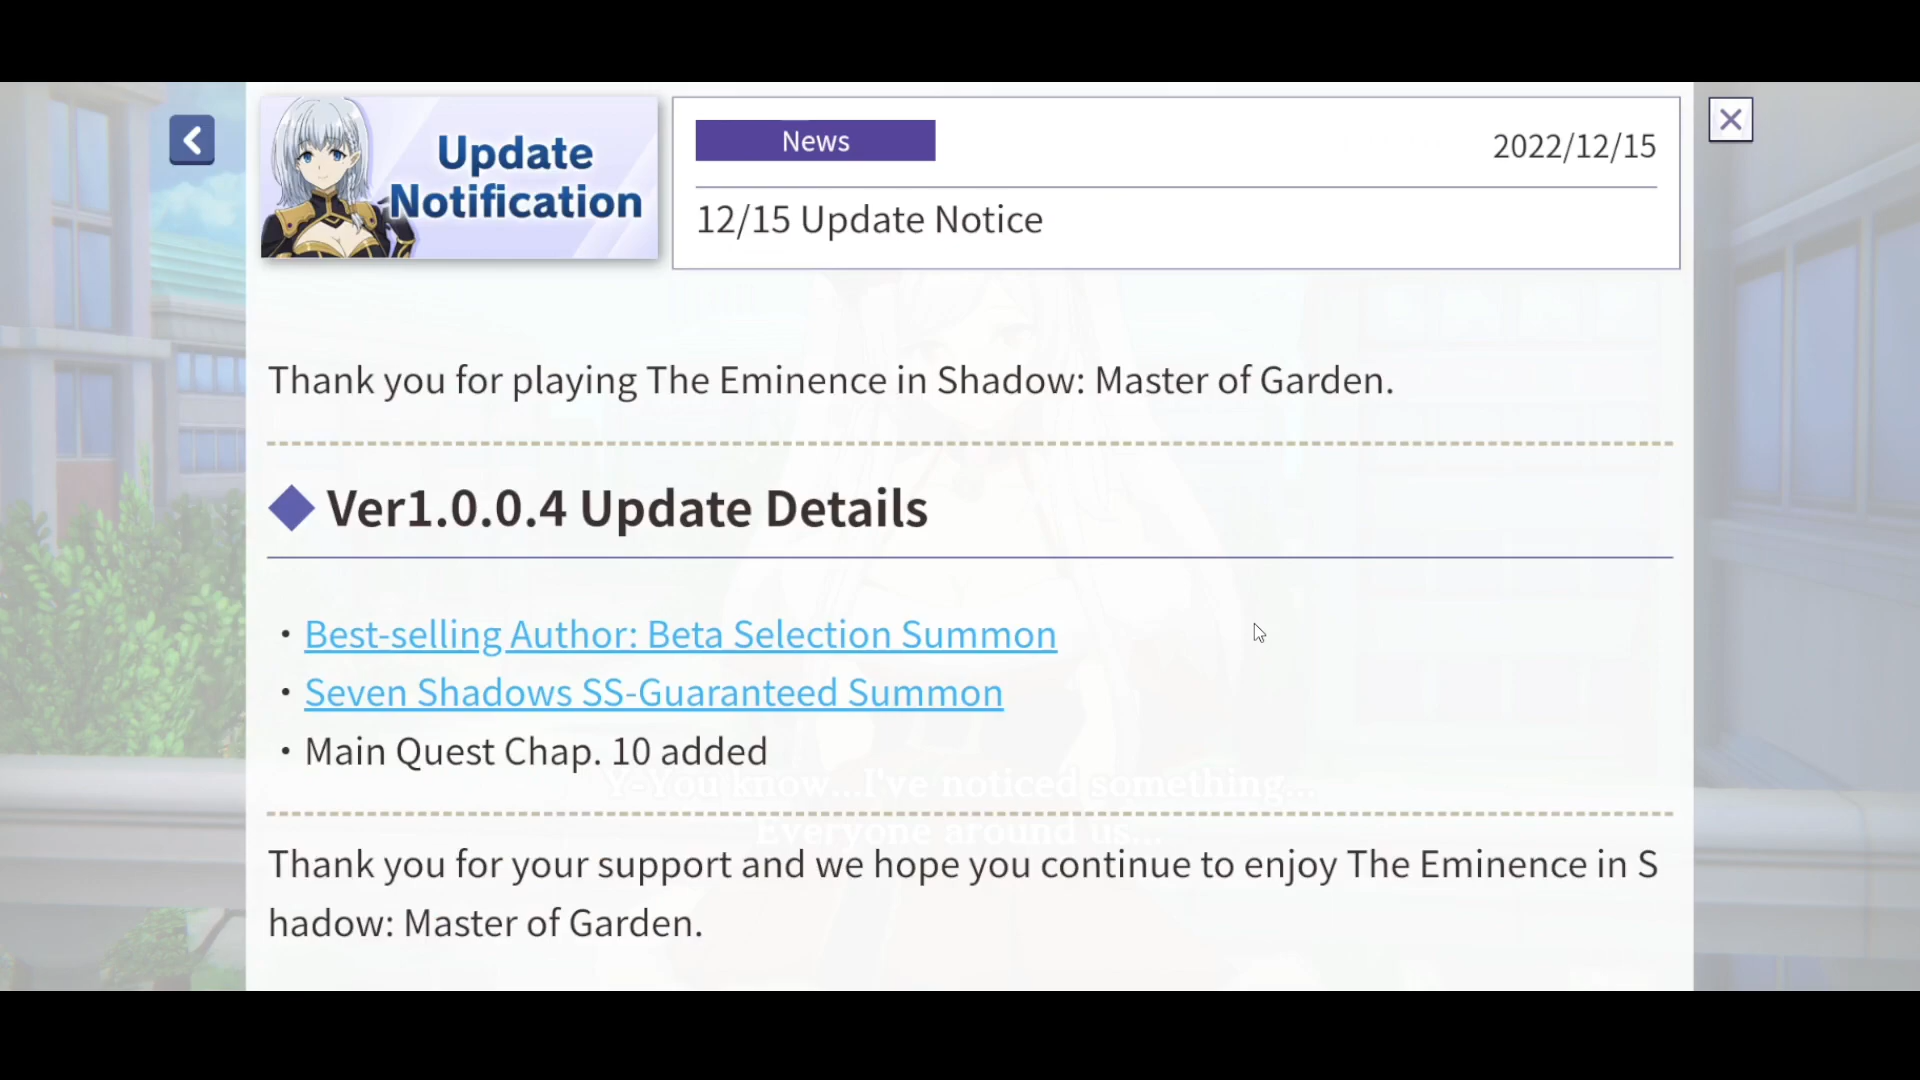 Update
Notification
News
2022/12/15
12/15 Update Notice
Thank you for playing The Eminence in Shadow: Master of Garden.
Ver1.0.0.4 Update Details
・Best-selling Author: Beta Selection Summon
・Seven Shadows SS-Guaranteed Summon
・Main Quest Chap. 10 added
Y-You know...I've noticed something...
Everyone around us...
Thank you for your support and we hope you continue to enjoy The Eminence in S
hadow: Master of Garden.